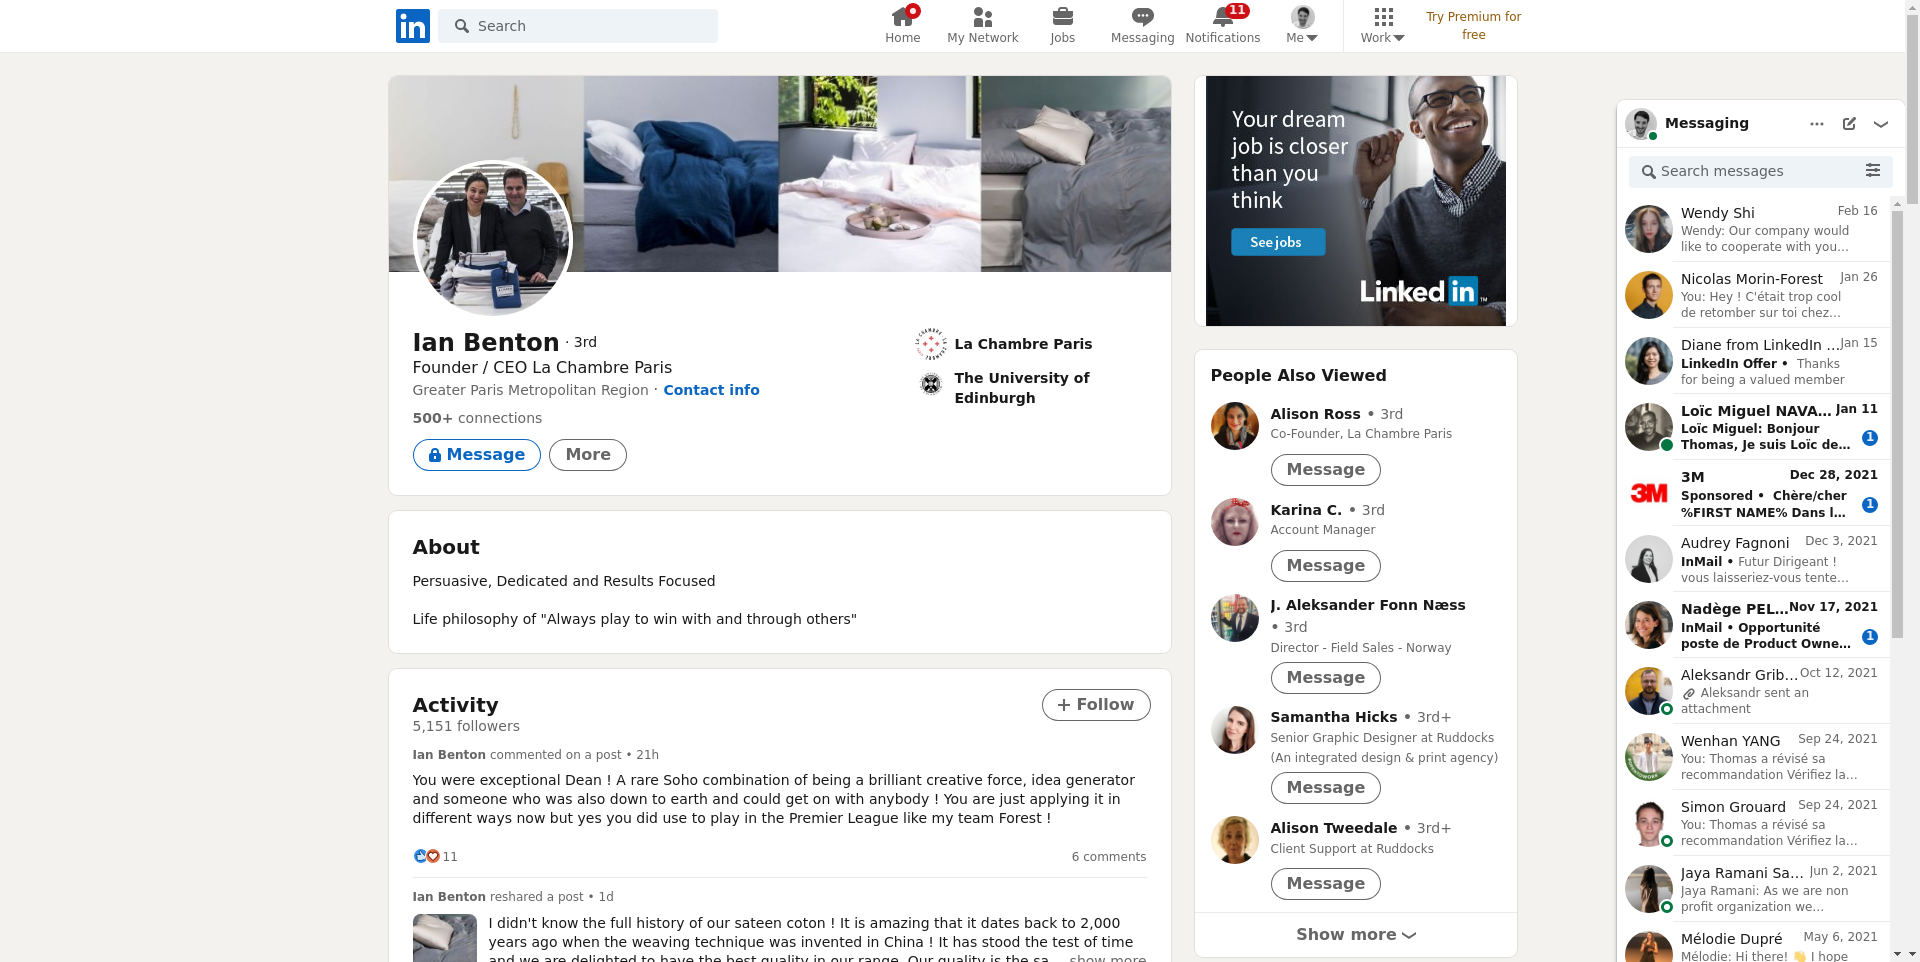 in
Search
Home
My Network
Jobs
Messaging
11
Notifications
Me
Work
Try Premium for
free
Ian Benton · 3rd
Founder / CEO La Chambre Paris
Greater Paris Metropolitan Region · Contact info
500+ connections
Message
More
La Chambre Paris
The University of
Edinburgh
About
Persuasive, Dedicated and Results Focused
Life philosophy of "Always play to win with and through others"
Activity
5,151 followers
+ Follow
Ian Benton commented on a post • 21h
You were exceptional Dean ! A rare Soho combination of being a brilliant creative force, idea generator
and someone who was also down to earth and could get on with anybody ! You are just applying it in
different ways now but yes you did use to play in the Premier League like my team Forest !
11
6 comments
Ian Benton reshared a post • 1d
I didn't know the full history of our sateen coton ! It is amazing that it dates back to 2,000
years ago when the weaving technique was invented in China ! It has stood the test of time
and we are delighted to have the best quality in our range. Our quality is the sa... show more
Your dream
job is closer
than you
think
See jobs
Linked in
People Also Viewed
Alison Ross • 3rd
Co-Founder, La Chambre Paris
Message
Karina C. • 3rd
Account Manager
Message
J. Aleksander Fonn Næss
• 3rd
Director - Field Sales - Norway
Message
Samantha Hicks • 3rd+
Senior Graphic Designer at Ruddocks
(An integrated design & print agency)
Message
Alison Tweedale • 3rd+
Client Support at Ruddocks
Message
Show more
Messaging
Search messages
Wendy Shi Feb 16
Wendy: Our company would
like to cooperate with you...
Nicolas Morin-Forest Jan 26
You: Hey ! C'était trop cool
de retomber sur toi chez...
Diane from LinkedIn ... Jan 15
LinkedIn Offer • Thanks
for being a valued member
Loïc Miguel NAVA... Jan 11
Loïc Miguel: Bonjour
Thomas, Je suis Loïc de... 1
3M Dec 28, 2021
Sponsored • Chère/cher
%FIRST NAME% Dans l... 1
Audrey Fagnoni Dec 3, 2021
InMail • Futur Dirigeant !
vous laisseriez-vous tente...
Nadège PEL... Nov 17, 2021
InMail • Opportunité
poste de Product Owne... 1
Aleksandr Grib... Oct 12, 2021
Aleksandr sent an
attachment
Wenhan YANG Sep 24, 2021
You: Thomas a révisé sa
recommandation Vérifiez la...
Simon Grouard Sep 24, 2021
You: Thomas a révisé sa
recommandation Vérifiez la...
Jaya Ramani Sa... Jun 2, 2021
Jaya Ramani: As we are non
profit organization we...
Mélodie Dupré May 6, 2021
Mélodie: Hi there! 👋 I hope